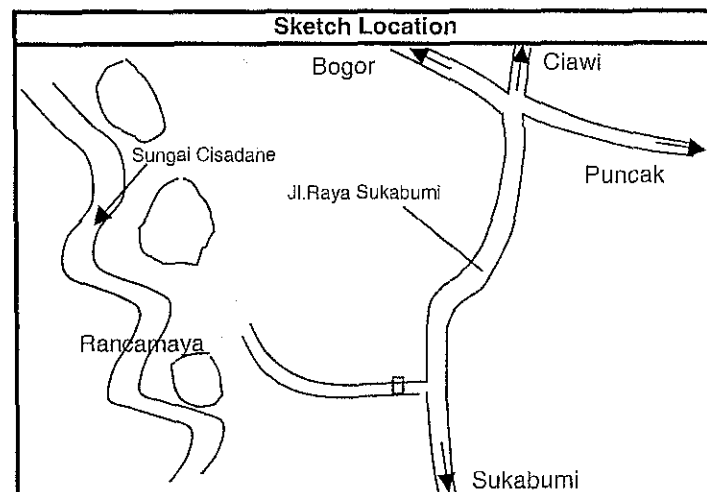 Sketch Location
Bogor
Ciawi
Sungai Cisadane
Puncak
Jl.Raya Sukabumi
Rancamaya
Sukabumi